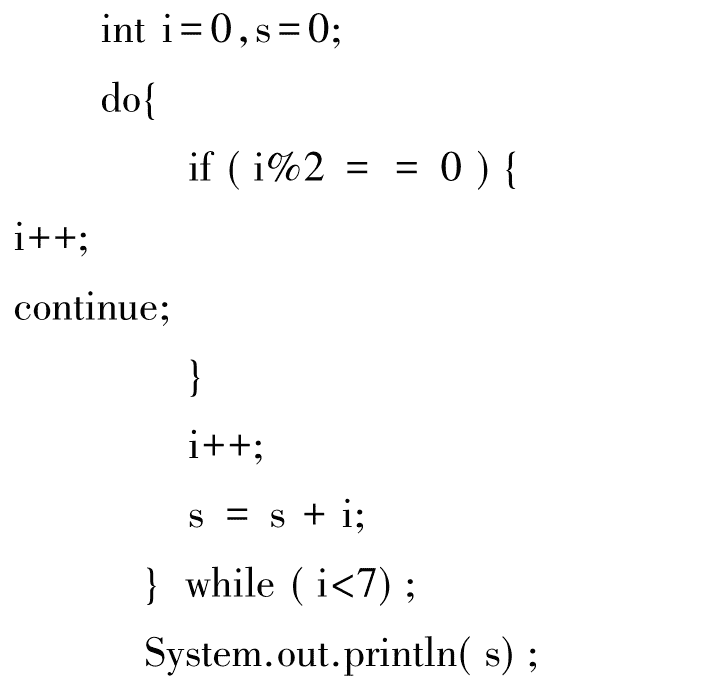 int i=0,s=0;
do{
if ( i%2 = = 0 ) {
i++;
continue;
}
i++;
s = s + i;
} while ( i<7) ;
System.out.println( s) ;